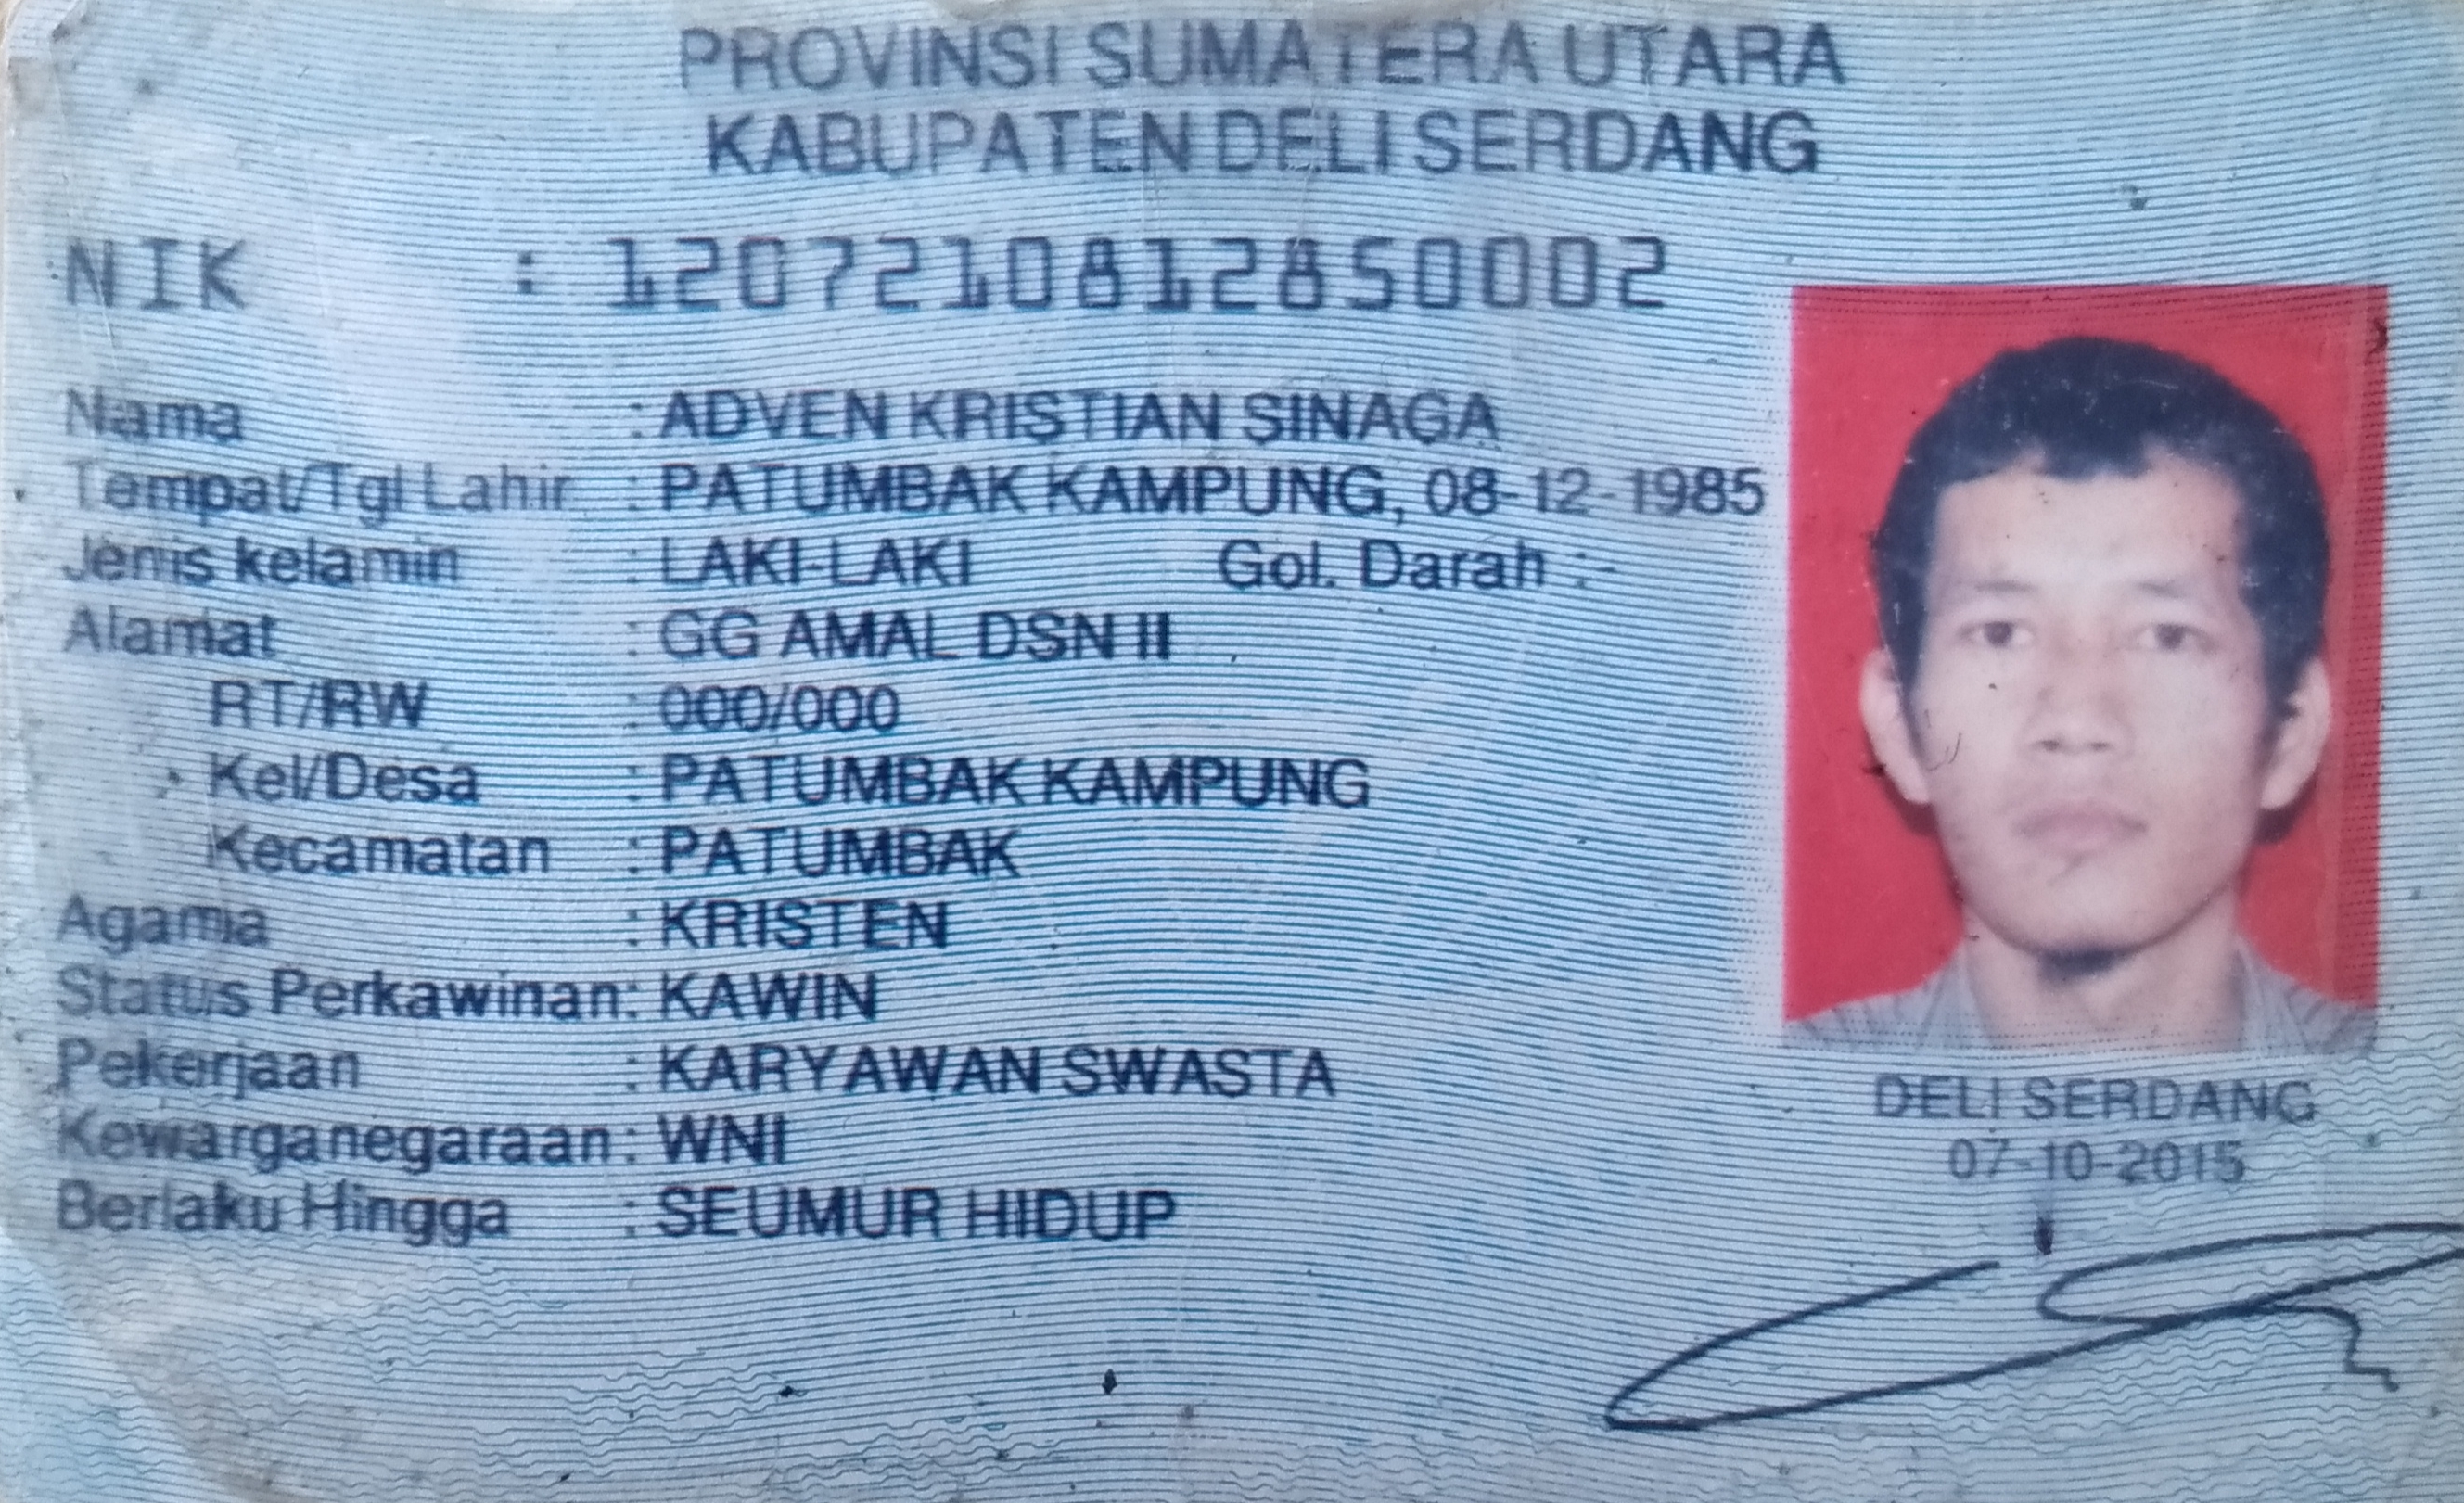 PROVINSI SUMATERA UTARA
KABUPATEN DELI SERDANG
NIK : 1207210812850002
Nama : ADVEN KRISTIAN SINAGA
Tempat/Tgl Lahir : PATUMBAK KAMPUNG, 08-12-1985
Jenis kelamin : LAKI-LAKI Gol. Darah : -
Alamat : GG AMAL DSN II
RT/RW : 000/000
Kel/Desa : PATUMBAK KAMPUNG
Kecamatan : PATUMBAK
Agama : KRISTEN
Status Perkawinan: KAWIN
Pekerjaan : KARYAWAN SWASTA
Kewarganegaraan: WNI
Berlaku Hingga : SEUMUR HIDUP
DELI SERDANG
07-10-2015